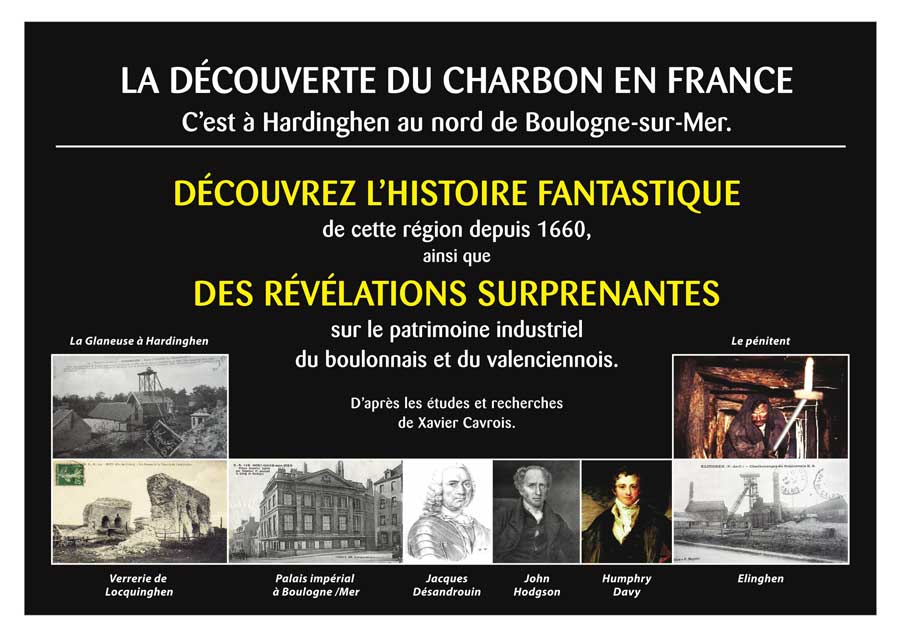 LA DÉCOUVERTE DU CHARBON EN FRANCE
C'est à Hardinghen au nord de Boulogne-sur-Mer.
DÉCOUVREZ L'HISTOIRE FANTASTIQUE
de cette région depuis 1660,
ainsi que
DES RÉVÉLATIONS SURPRENANTES
sur le patrimoine industriel
du boulonnais et du valenciennois.
D'après les études et recherches
de Xavier Cavrois.
La Glaneuse à Hardinghen
Le pénitent
Verrerie de
Locquinghen
Palais impérial
à Boulogne /Mer
Jacques
Désandrouin
John
Hodgson
Humphry
Davy
Elinghen